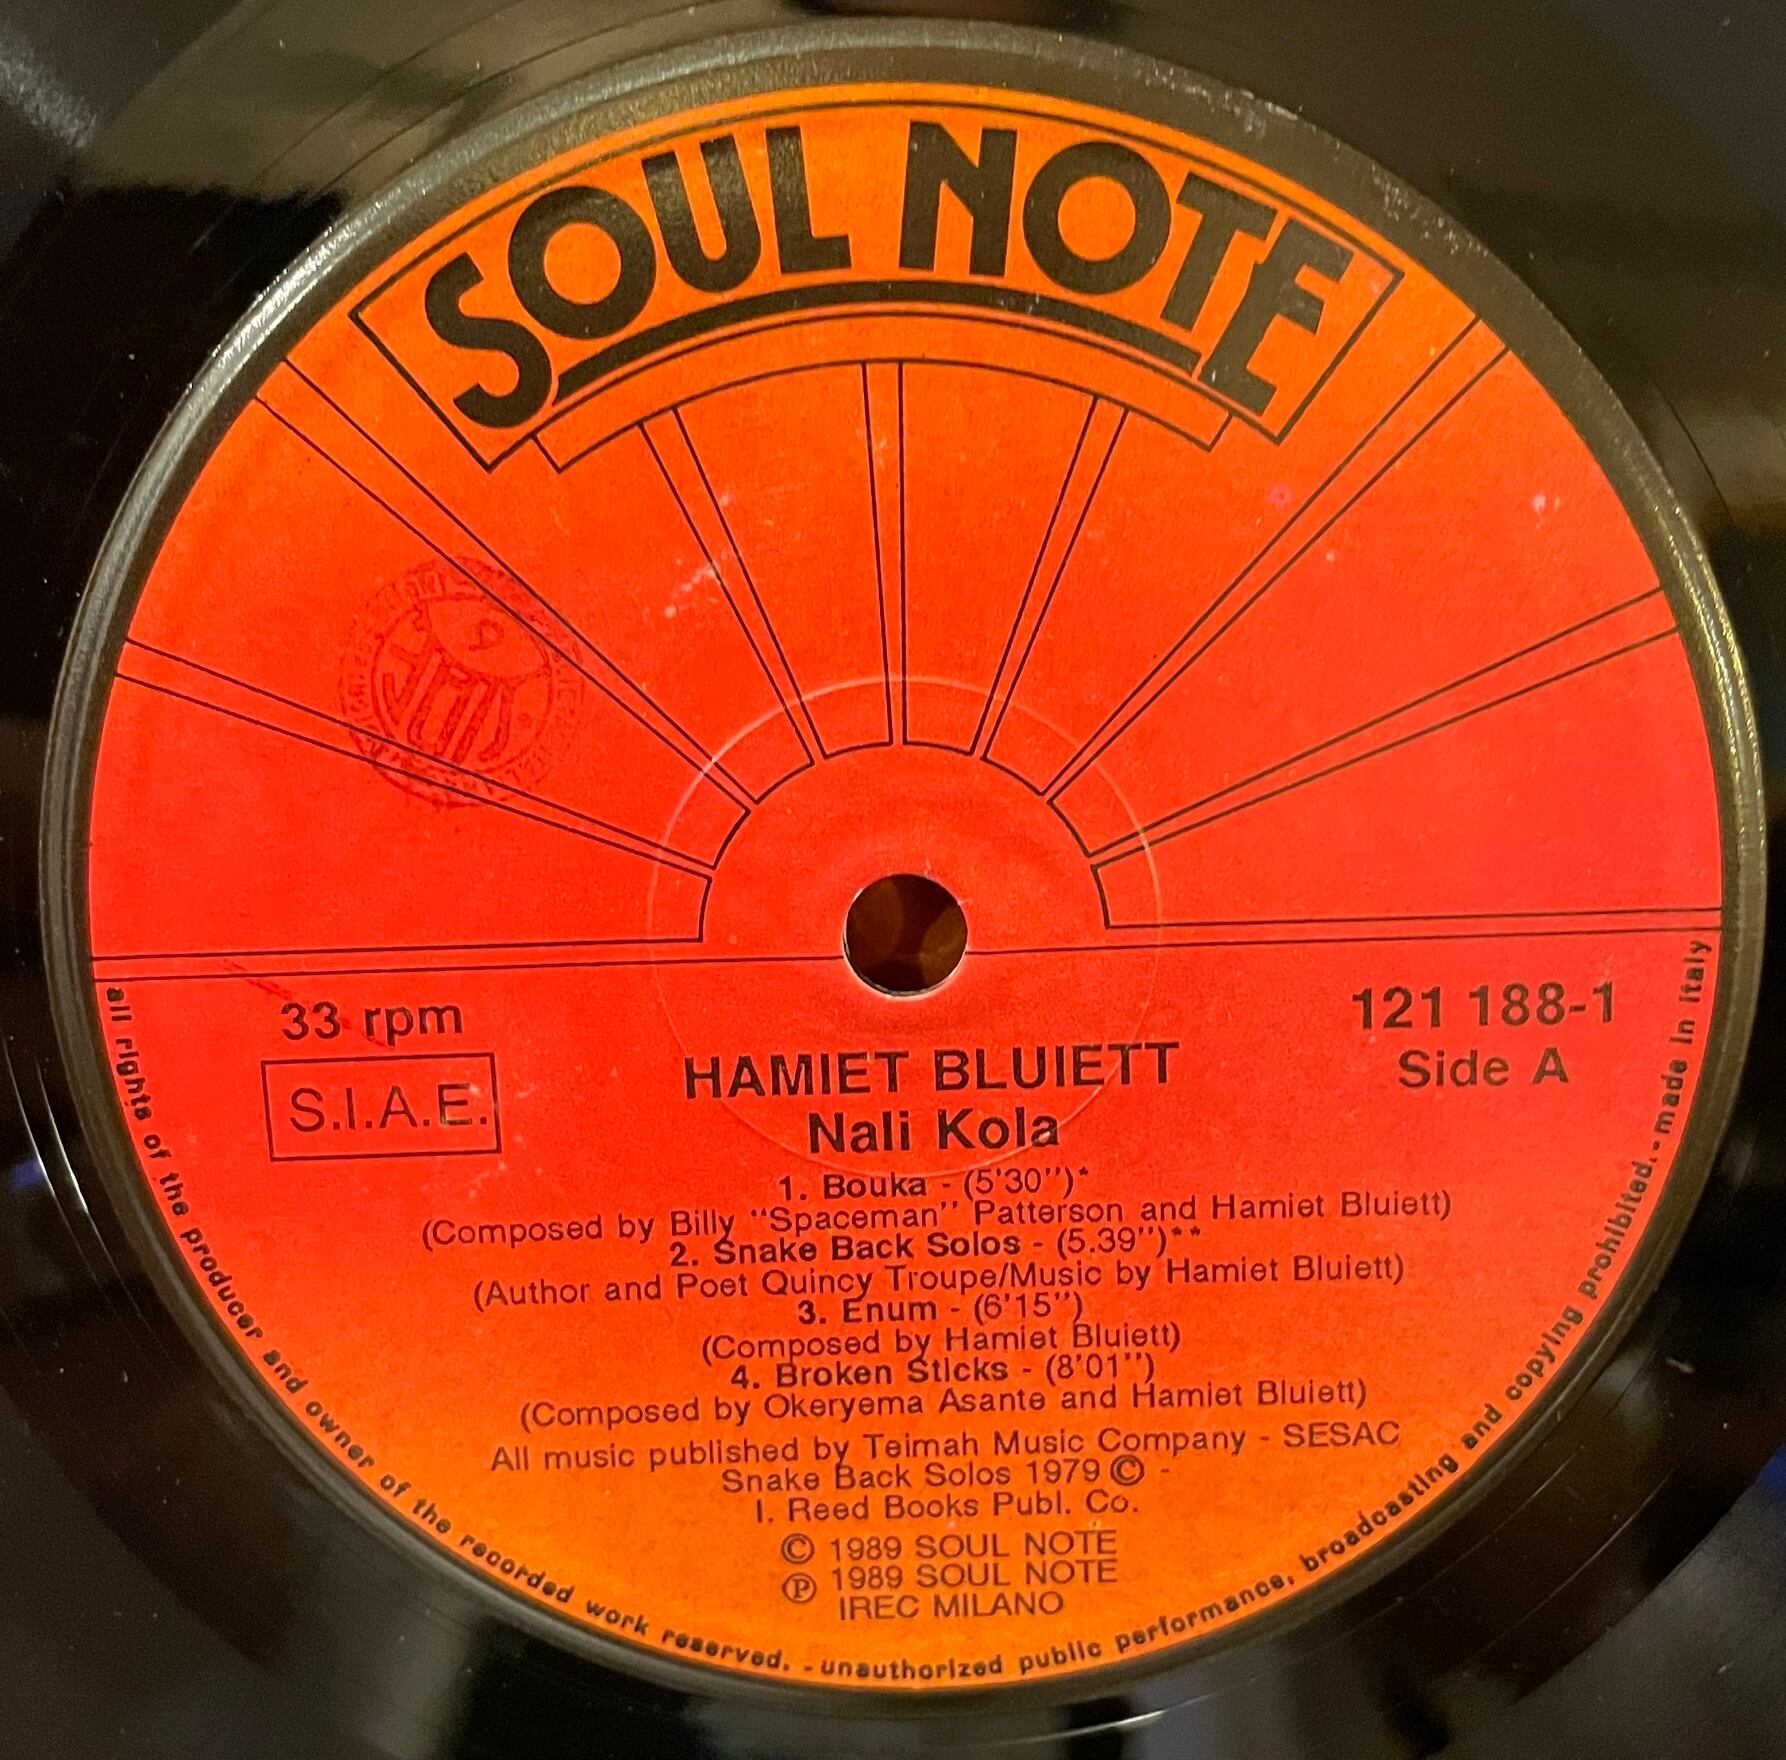 SOUL NOTE
33 rpm
S.I.A.E.
121 188-1
Side A
HAMIET BLUIETT
Nali Kola
1. Bouka - (5'30")*
(Composed by Billy "Spaceman" Patterson and Hamiet Bluiett)
2. Snake Back Solos - (5.39")**
(Author and Poet Quincy Troupe/Music by Hamiet Bluiett)
3. Enum - (6'15")
(Composed by Hamiet Bluiett)
4. Broken Sticks - (8'01")
(Composed by Okeryema Asante and Hamiet Bluiett)
All music published by Teimah Music Company - SESAC
Snake Back Solos 1979 © -
I. Reed Books Publ. Co.
© 1989 SOUL NOTE
℗ 1989 SOUL NOTE
IREC MILANO
all rights of the producer and owner of the recorded work reserved. - unauthorized public performance, broadcasting and copying prohibited. - made in italy